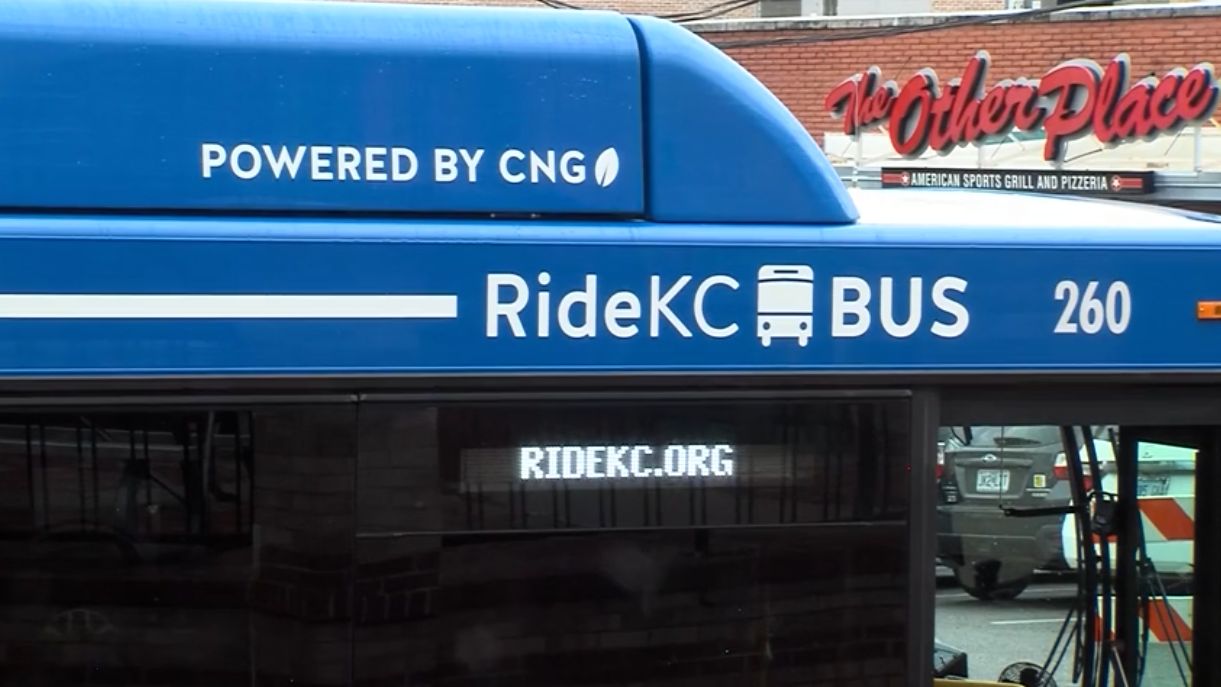 The Other Place
AMERICAN SPORTS GRILL AND PIZZERIA
POWERED BY CNG
RideKC BUS 260
RIDEKC.ORG